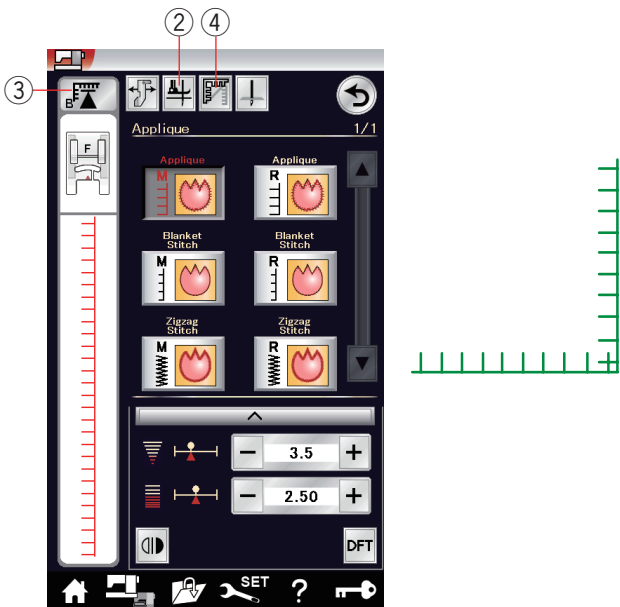 ② ④
③
B
Applique 1/1
F
Applique Applique
M R
Blanket Stitch Blanket Stitch
M R
Zigzag Stitch Zigzag Stitch
M R
− 3.5 +
− 2.50 +
DFT
SET
?